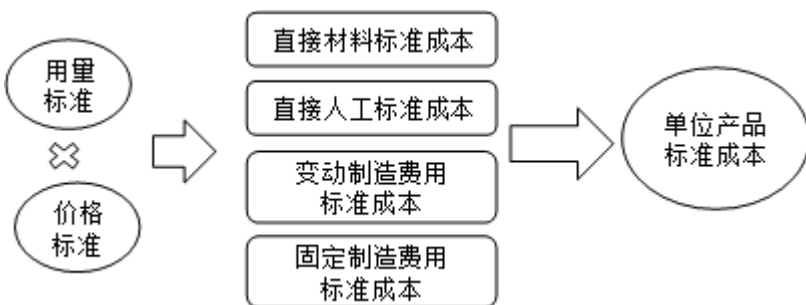 用量
标准
价格
标准
直接材料标准成本
直接人工标准成本
变动制造费用
标准成本
固定制造费用
标准成本
单位产品
标准成本